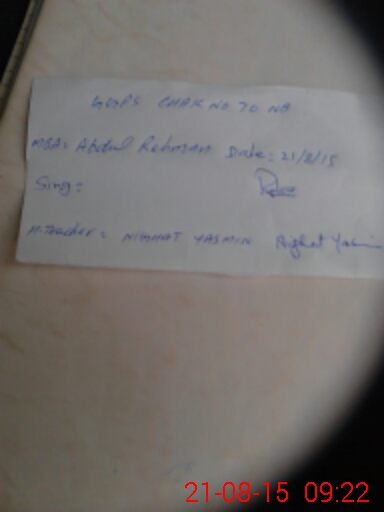 GGPS CHAK NO 70 NB
MEA: Abdul Rehman Date: 21/8/15
Sing:
H.Teacher: NIGHAT YASMIN Nighat Yasmin
21-08-15 09:22